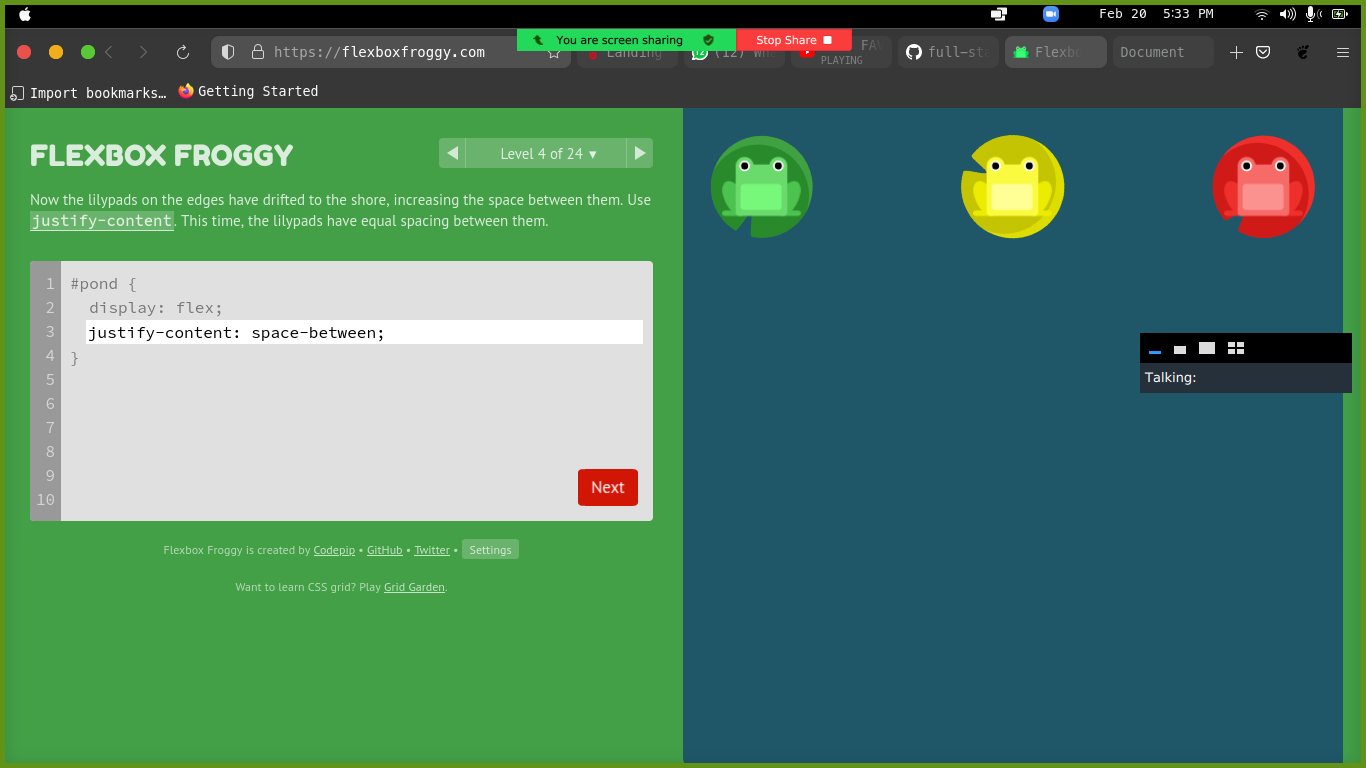 Feb 20 5:33 PM
You are screen sharing Stop Share
https://flexboxfroggy.com Landing (12) Wh FAV PLAYING full-st Flexbo Document
Import bookmarks… Getting Started
FLEXBOX FROGGY
Level 4 of 24 ▼
Now the lilypads on the edges have drifted to the shore, increasing the space between them. Use
justify-content. This time, the lilypads have equal spacing between them.
1 #pond {
2 display: flex;
3 justify-content: space-between;
4 }
5
6
7
8
9
10
Next
Talking:
Flexbox Froggy is created by Codepip • GitHub • Twitter • Settings
Want to learn CSS grid? Play Grid Garden.